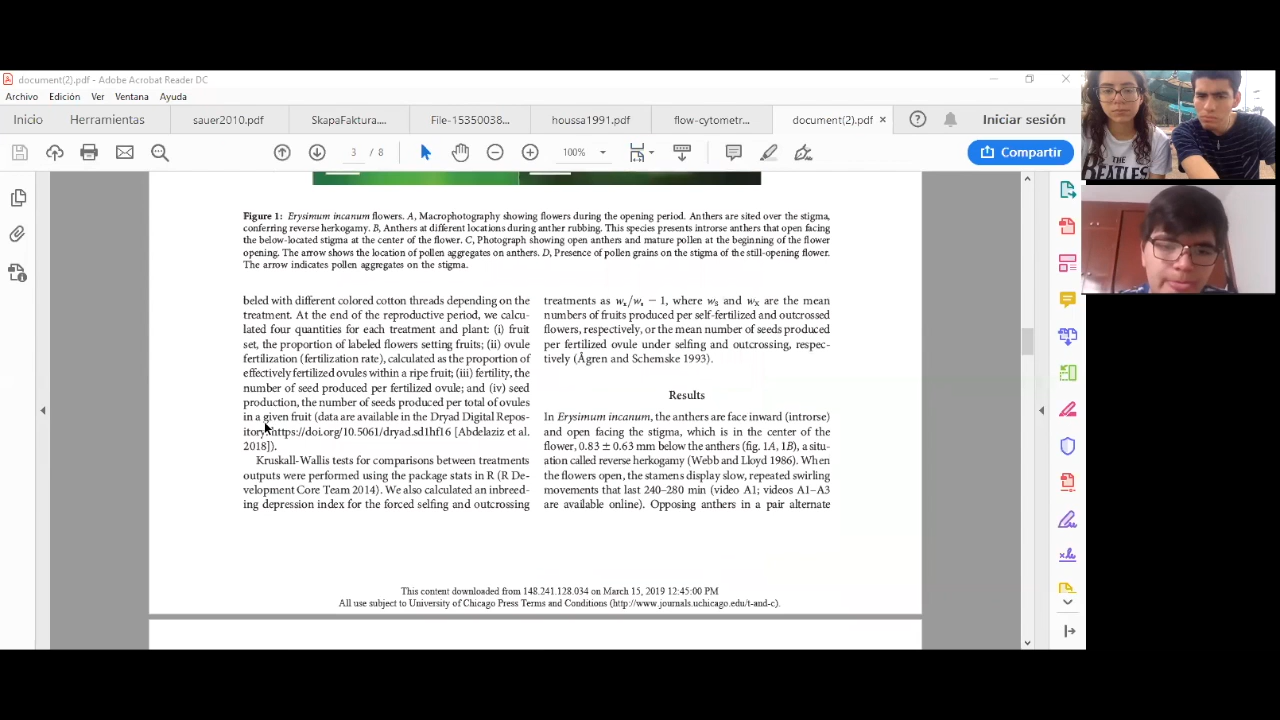 document(2).pdf - Adobe Acrobat Reader DC
Archivo Edición Ver Ventana Ayuda
Inicio Herramientas sauer2010.pdf SkapaFaktura.... File-15350038... houssa1991.pdf flow-cytometr... document(2).pdf Iniciar sesión
3 / 8 100% Compartir
Figure 1: Erysimum incanum flowers. A, Macrophotography showing flowers during the opening period. Anthers are sited over the stigma,
conferring reverse herkogamy. B, Anthers at different locations during anther rubbing. This species presents introrse anthers that open facing
the below-located stigma at the center of the flower. C, Photograph showing open anthers and mature pollen at the beginning of the flower
opening. The arrow shows the location of pollen aggregates on anthers. D, Presence of pollen grains on the stigma of the still-opening flower.
The arrow indicates pollen aggregates on the stigma.
beled with different colored cotton threads depending on the
treatment. At the end of the reproductive period, we calcu-
lated four quantities for each treatment and plant: (i) fruit
set, the proportion of labeled flowers setting fruits; (ii) ovule
fertilization (fertilization rate), calculated as the proportion of
effectively fertilized ovules within a ripe fruit; (iii) fertility, the
number of seed produced per fertilized ovule; and (iv) seed
production, the number of seeds produced per total of ovules
in a given fruit (data are available in the Dryad Digital Repos-
itory: https://doi.org/10.5061/dryad.sd1hf16 [Abdelaziz et al.
2018]).
Kruskall-Wallis tests for comparisons between treatments
outputs were performed using the package stats in R (R De-
velopment Core Team 2014). We also calculated an inbreed-
ing depression index for the forced selfing and outcrossing
treatments as ws/wx − 1, where wS and wX are the mean
numbers of fruits produced per self-fertilized and outcrossed
flowers, respectively, or the mean number of seeds produced
per fertilized ovule under selfing and outcrossing, respec-
tively (Ågren and Schemske 1993).
Results
In Erysimum incanum, the anthers are face inward (introrse)
and open facing the stigma, which is in the center of the
flower, 0.83 ± 0.63 mm below the anthers (fig. 1A, 1B), a situ-
ation called reverse herkogamy (Webb and Lloyd 1986). When
the flowers open, the stamens display slow, repeated swirling
movements that last 240–280 min (video A1; videos A1–A3
are available online). Opposing anthers in a pair alternate
This content downloaded from 148.241.128.034 on March 15, 2019 12:45:00 PM
All use subject to University of Chicago Press Terms and Conditions (http://www.journals.uchicago.edu/t-and-c).
THE
BEATLES